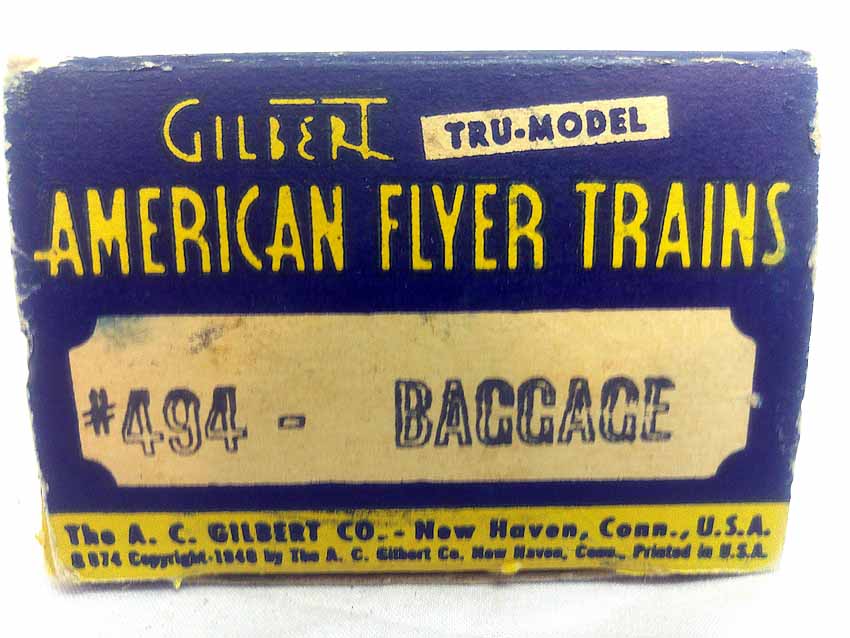 GILBERT TRU-MODEL
AMERICAN FLYER TRAINS
#494 - BAGGAGE
The A. C. GILBERT CO. - New Haven, Conn., U.S.A.
Copyright-1946 by The A. C. Gilbert Co. New Haven, Conn., Printed in U.S.A.